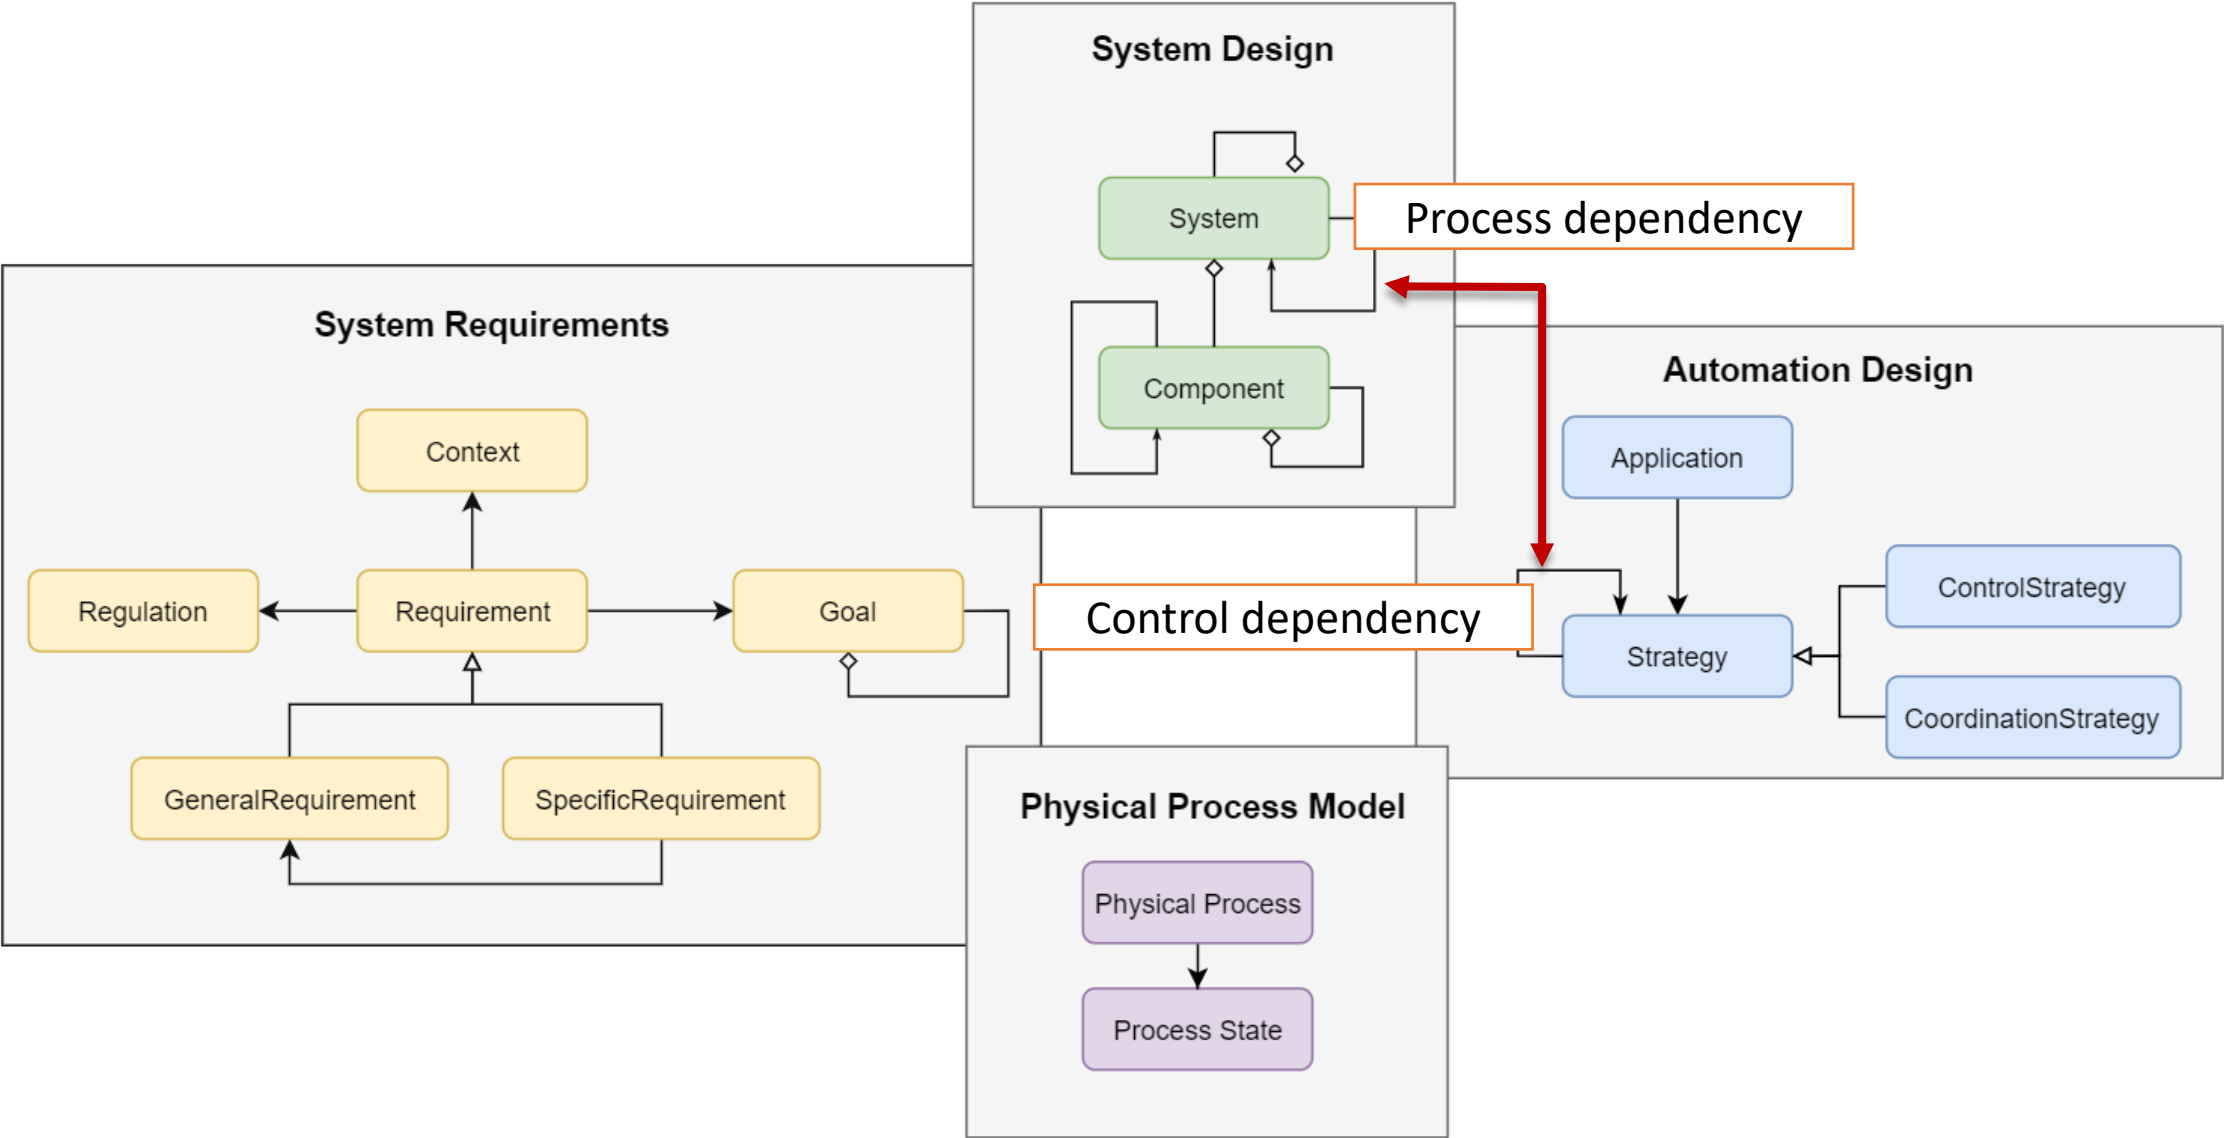 System Design
System
Process dependency
Component
System Requirements
Context
Regulation
Requirement
Goal
GeneralRequirement
SpecificRequirement
Control dependency
Automation Design
Application
ControlStrategy
Strategy
CoordinationStrategy
Physical Process Model
Physical Process
Process State